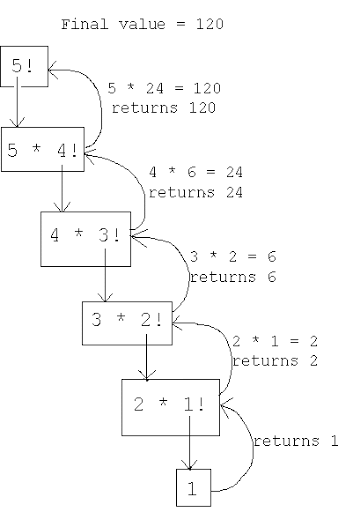 Final value = 120
5!
5 * 24 = 120
returns 120
5 * 4!
4 * 6 = 24
returns 24
4 * 3!
3 * 2 = 6
returns 6
3 * 2!
2 * 1 = 2
returns 2
2 * 1!
returns 1
1